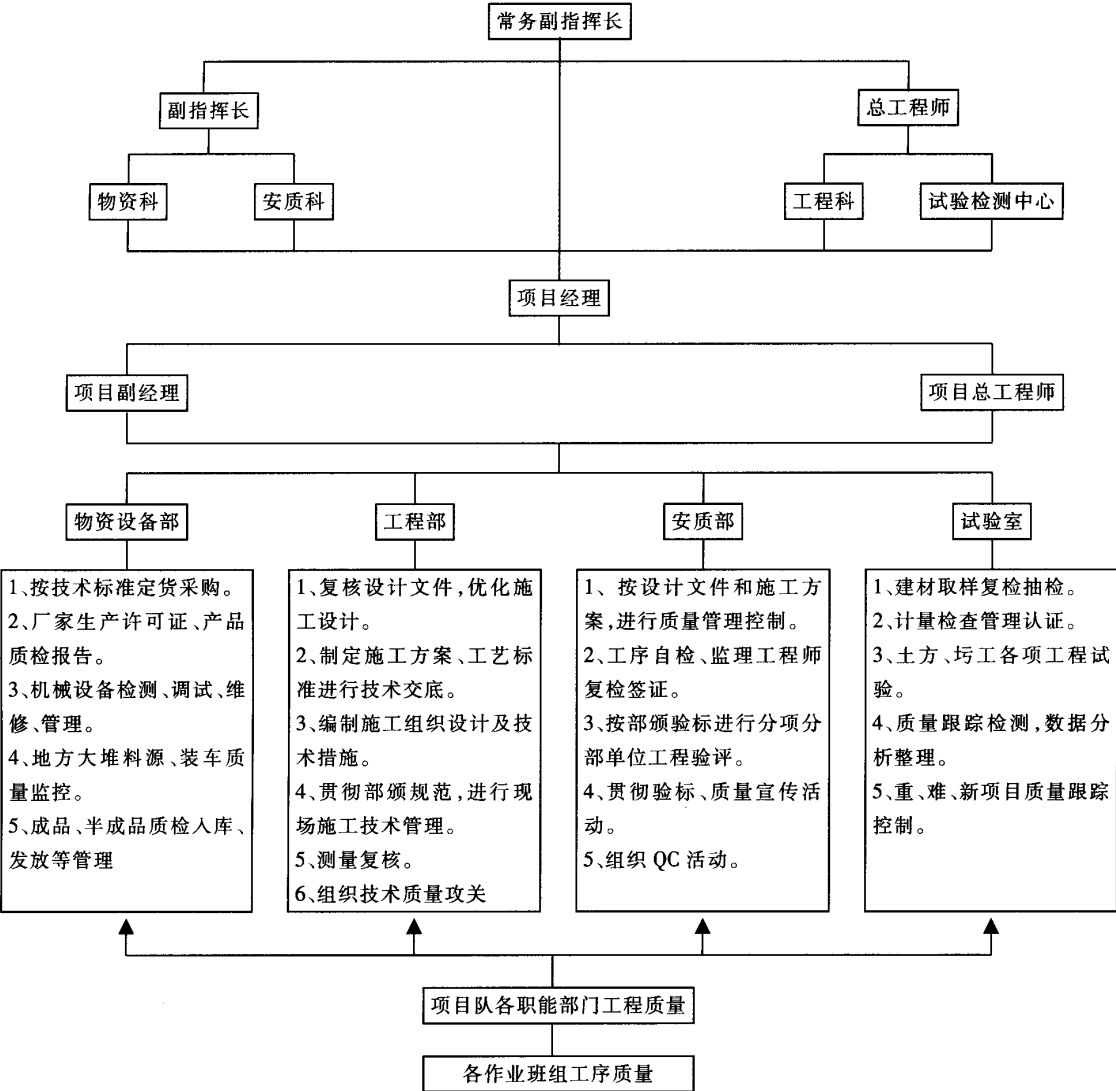 常务副指挥长
副指挥长
总工程师
物资科
安质科
工程科
试验检测中心
项目经理
项目副经理
项目总工程师
物资设备部
工程部
安质部
试验室
1、按技术标准定货采购。
2、厂家生产许可证、产品
质检报告。
3、机械设备检测、调试、维
修、管理。
4、地方大堆料源、装车质
量监控。
5、成品、半成品质检入库、
发放等管理
1、复核设计文件,优化施
工设计。
2、制定施工方案、工艺标
准进行技术交底。
3、编制施工组织设计及技
术措施。
4、贯彻部颁规范,进行现
场施工技术管理。
5、测量复核。
6、组织技术质量攻关
1、按设计文件和施工方
案,进行质量管理控制。
2、工序自检、监理工程师
复检签证。
3、按部颁验标进行分项分
部单位工程验评。
4、贯彻验标、质量宣传活
动。
5、组织 QC 活动。
1、建材取样复检抽检。
2、计量检查管理认证。
3、土方、圬工各项工程试
验。
4、质量跟踪检测,数据分
析整理。
5、重、难、新项目质量跟踪
控制。
项目队各职能部门工程质量
各作业班组工序质量